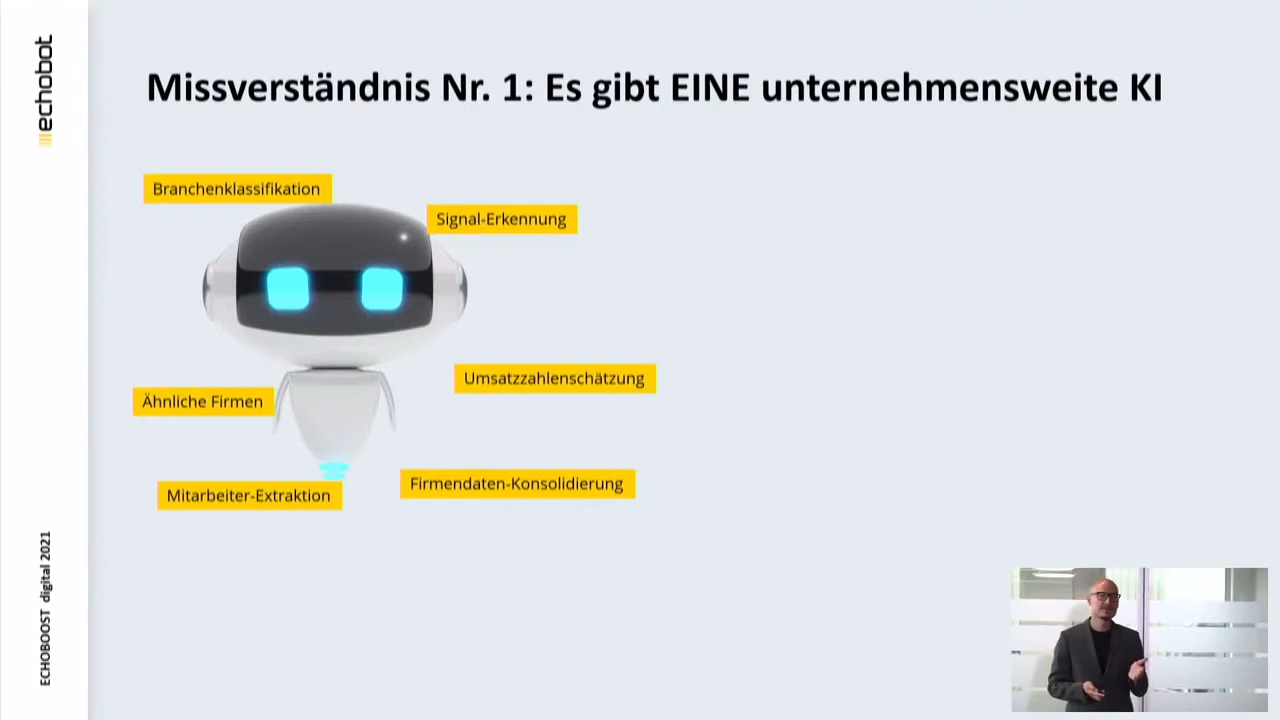 echobot
ECHOBOOST digital 2021
Missverständnis Nr. 1: Es gibt EINE unternehmensweite KI
Branchenklassifikation
Signal-Erkennung
Umsatzzahlenschätzung
Ähnliche Firmen
Firmendaten-Konsolidierung
Mitarbeiter-Extraktion